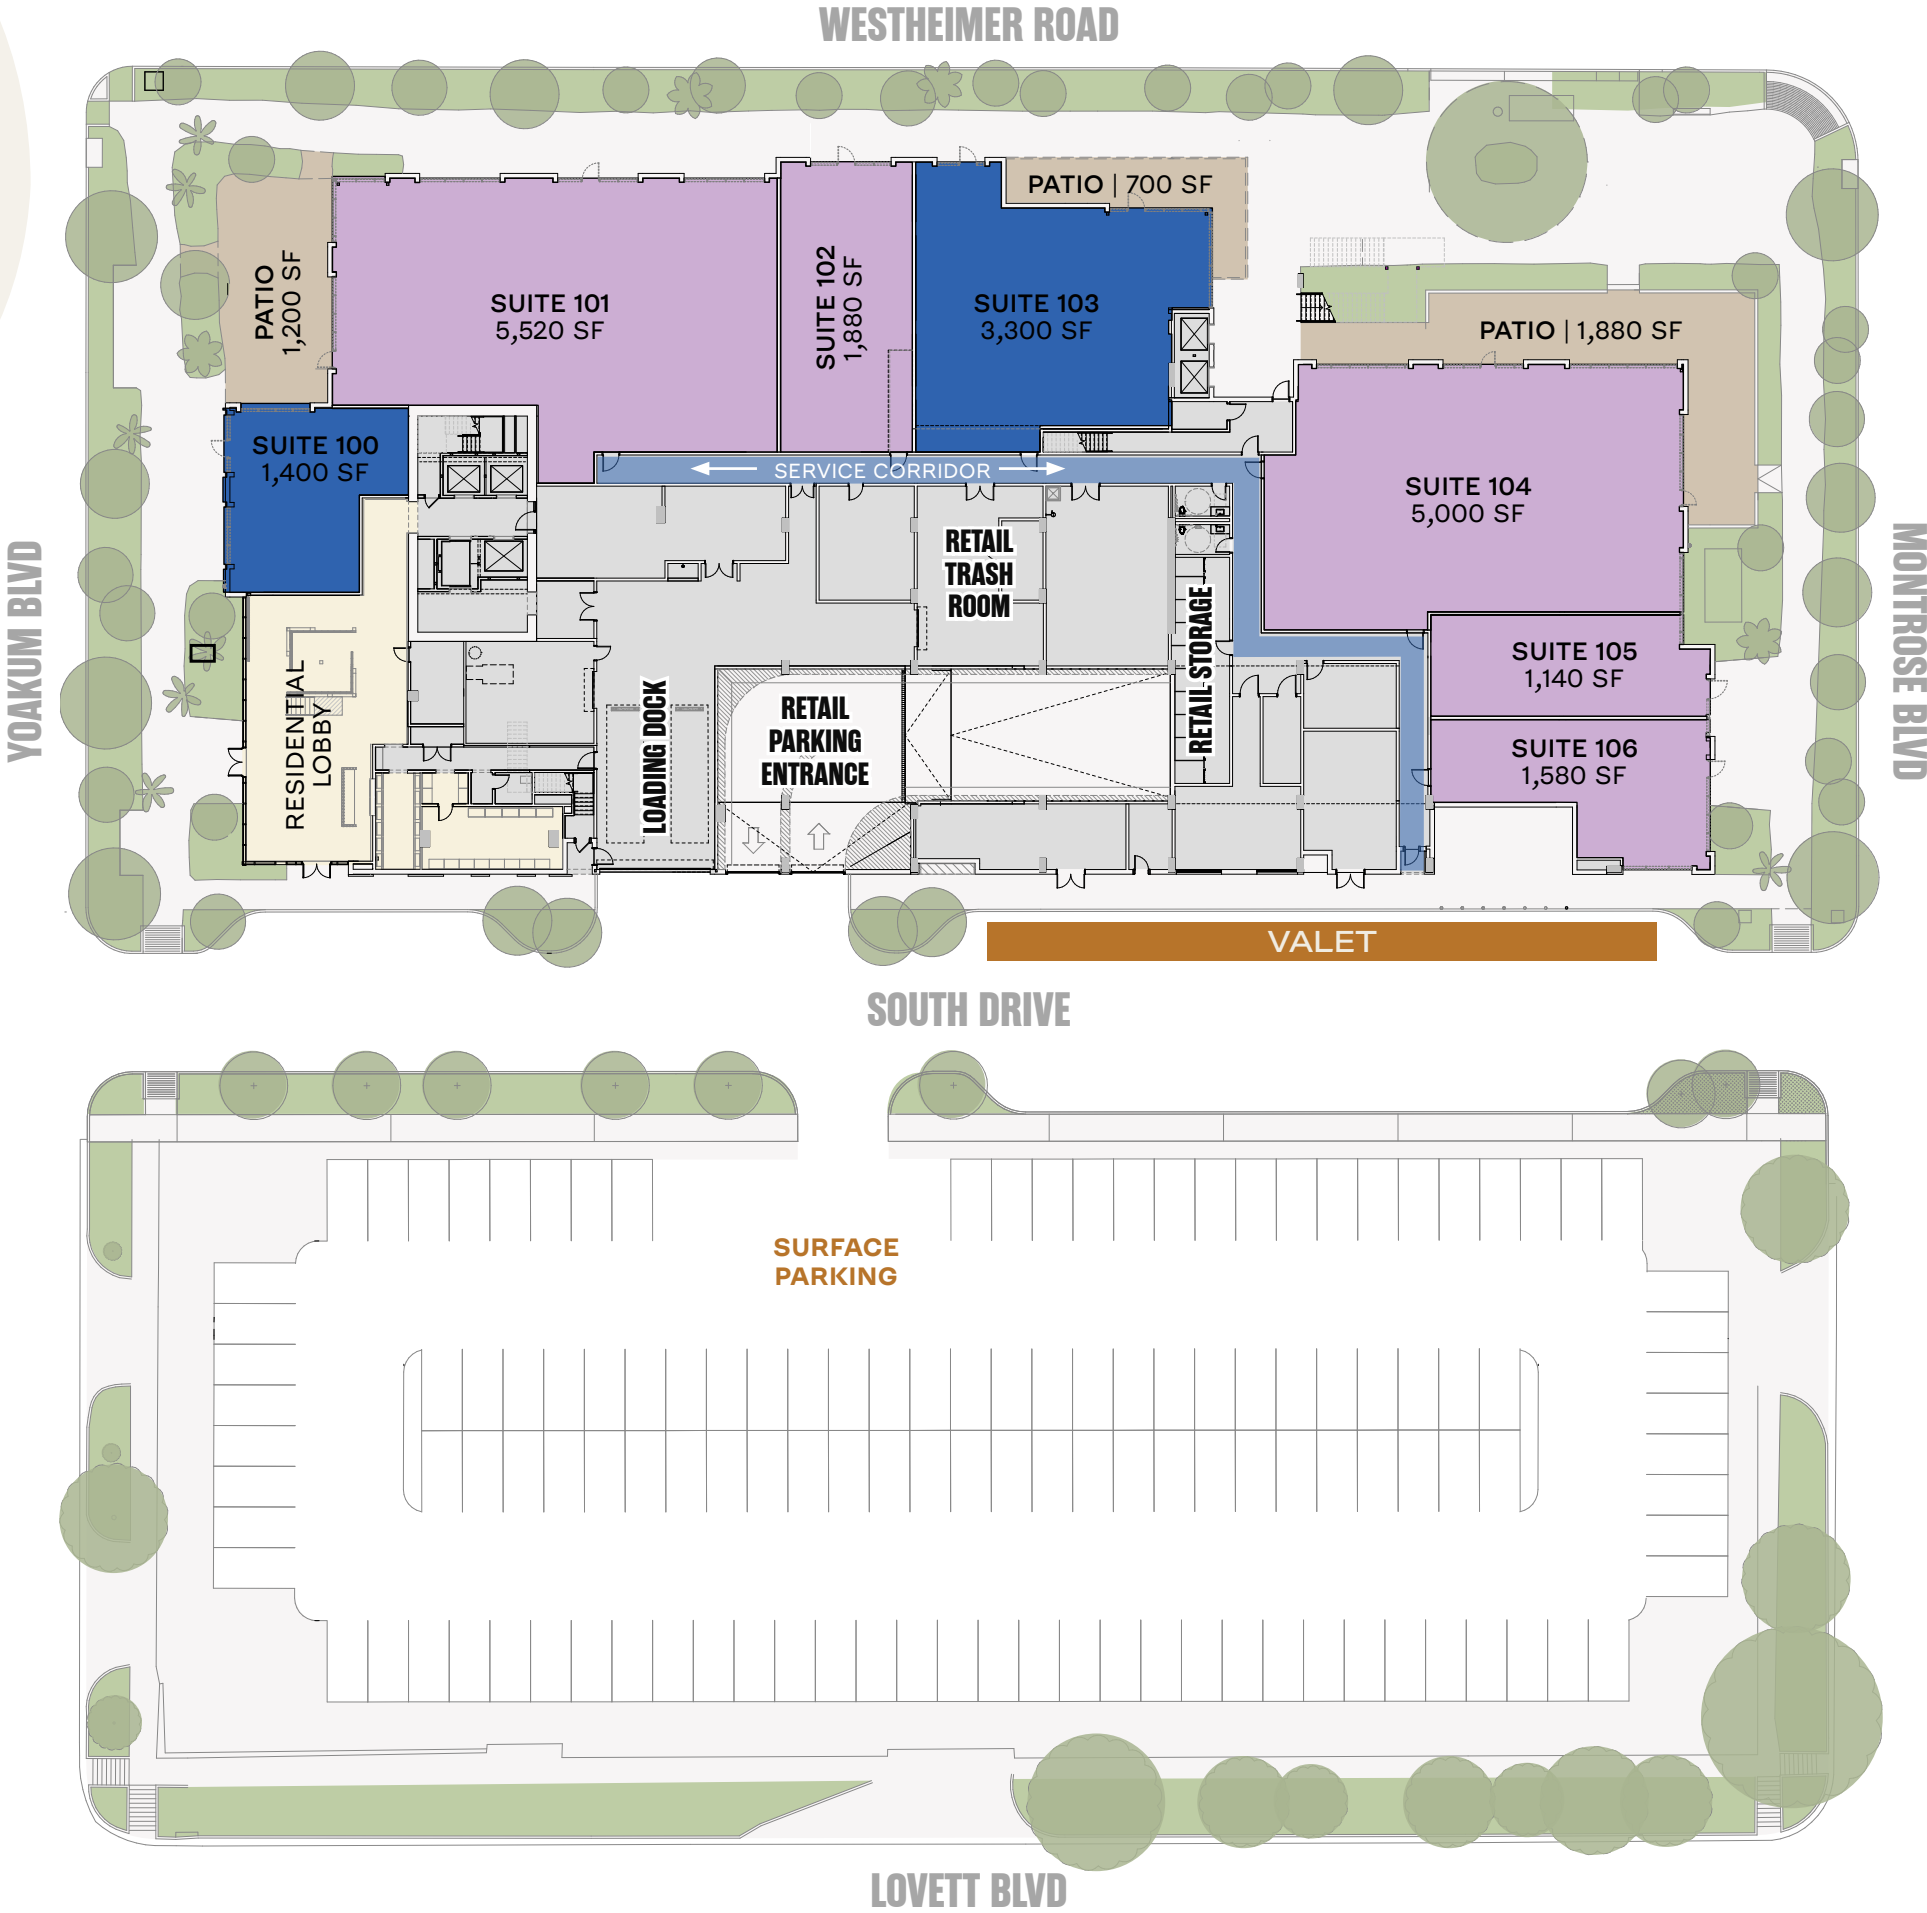 WESTHEIMER ROAD
PATIO | 700 SF
PATIO
1,200 SF
SUITE 101
5,520 SF
SUITE 102
1,880 SF
SUITE 103
3,300 SF
PATIO | 1,880 SF
SUITE 100
1,400 SF
SERVICE CORRIDOR
SUITE 104
5,000 SF
RETAIL
TRASH
ROOM
YOAKUM BLVD
MONTROSE BLVD
RESIDENTIAL
LOBBY
LOADING DOCK
RETAIL
PARKING
ENTRANCE
RETAIL STORAGE
SUITE 105
1,140 SF
SUITE 106
1,580 SF
VALET
SOUTH DRIVE
SURFACE
PARKING
LOVETT BLVD